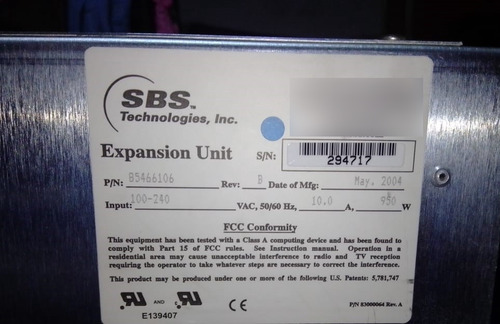 SBS™
Technologies, Inc.
Expansion Unit S/N: 294717
P/N: 85466106 Rev: B Date of Mfg: May. 2004
Input: 100-240 VAC, 50/60 Hz, 10.0 A, 950 W
FCC Conformity
This equipment has been tested with a Class A computing device and has been found
to comply with Part 15 of FCC rules. See Instruction manual. Operation in a
residential area may cause unacceptable interference to radio and TV reception
requiring the operator to take whatever steps are necessary to correct the interference.
This product may be produced under one or more of the following U.S. Patents: 5,781,747
AND
E139407
CE
P/N 83000064 Rev. A